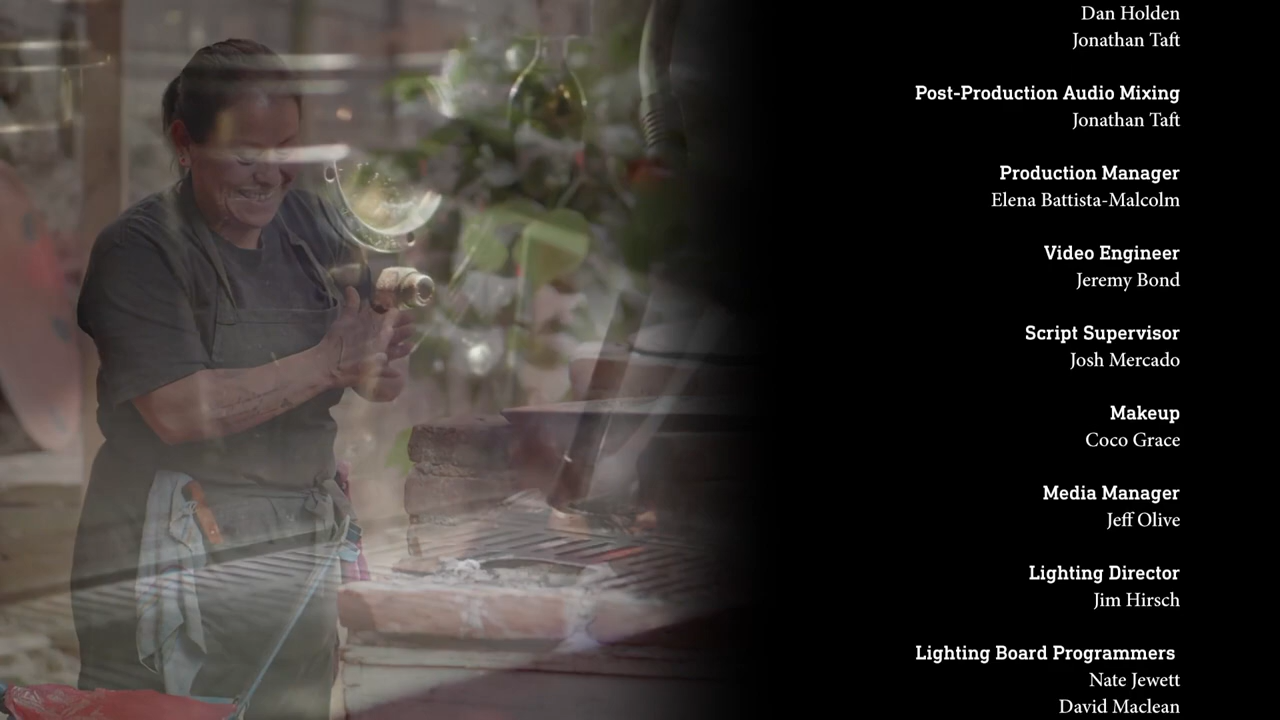 Dan Holden
Jonathan Taft
Post-Production Audio Mixing
Jonathan Taft
Production Manager
Elena Battista-Malcolm
Video Engineer
Jeremy Bond
Script Supervisor
Josh Mercado
Makeup
Coco Grace
Media Manager
Jeff Olive
Lighting Director
Jim Hirsch
Lighting Board Programmers
Nate Jewett
David Maclean